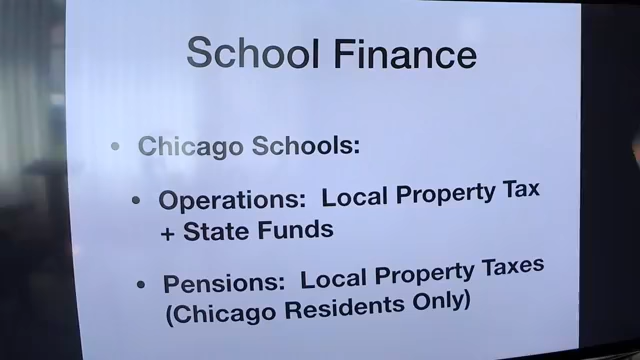 School Finance
• Chicago Schools:
• Operations: Local Property Tax
+ State Funds
• Pensions: Local Property Taxes
(Chicago Residents Only)